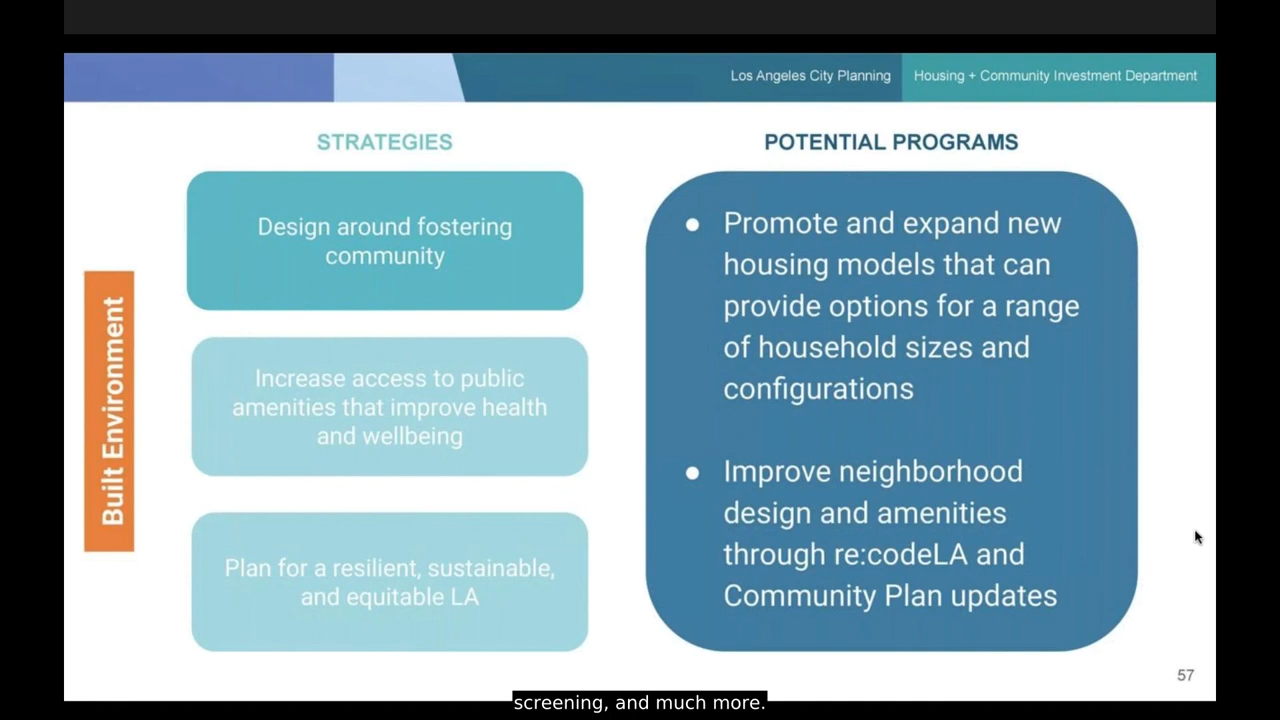 Los Angeles City Planning
Housing + Community Investment Department
STRATEGIES
Design around fostering
community
Increase access to public
amenities that improve health
and wellbeing
Plan for a resilient, sustainable,
and equitable LA
Built Environment
POTENTIAL PROGRAMS
● Promote and expand new
housing models that can
provide options for a range
of household sizes and
configurations
● Improve neighborhood
design and amenities
through re:codeLA and
Community Plan updates
57
screening, and much more.